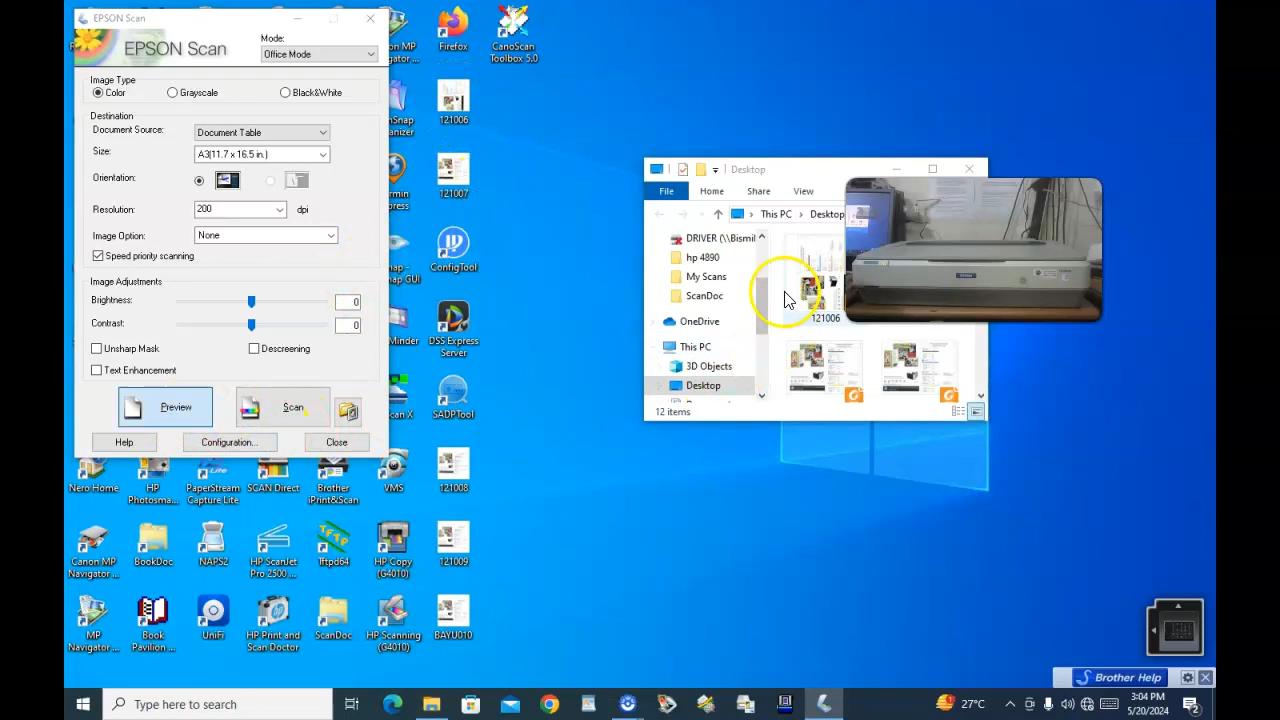 EPSON Scan
EPSON Scan
Mode:
Office Mode
Image Type
Color
Grayscale
Black&White
Destination
Document Source:
Document Table
Size:
A3(11.7 x 16.5 in.)
Orientation:
Resolution:
200
dpi
Image Option:
None
Speed priority scanning
Image Adjustments
Brightness:
0
Contrast:
0
Unsharp Mask
Descreening
Text Enhancement
Preview
Scan
Help
Configuration...
Close
Firefox
CanoScan
Toolbox 5.0
121006
121007
ConfigTool
DSS Express
Server
SADPTool
Nero Home
HP
Photosma...
PaperStream
Capture Lite
SCAN Direct
Brother
iPrint&Scan
VMS
121008
Canon MP
Navigator ...
BookDoc
NAPS2
HP ScanJet
Pro 2500 ...
Tftpd64
HP Copy
(G4010)
121009
MP
Navigator ...
Book
Pavilion ...
UniFi
HP Print and
Scan Doctor
ScanDoc
HP Scanning
(G4010)
BAYU010
Desktop
File
Home
Share
View
This PC
Desktop
DRIVER (\\Bismil
hp 4890
My Scans
ScanDoc
OneDrive
This PC
3D Objects
Desktop
121006
12 items
EPSON
Brother Help
Type here to search
27°C
3:04 PM
5/20/2024
2